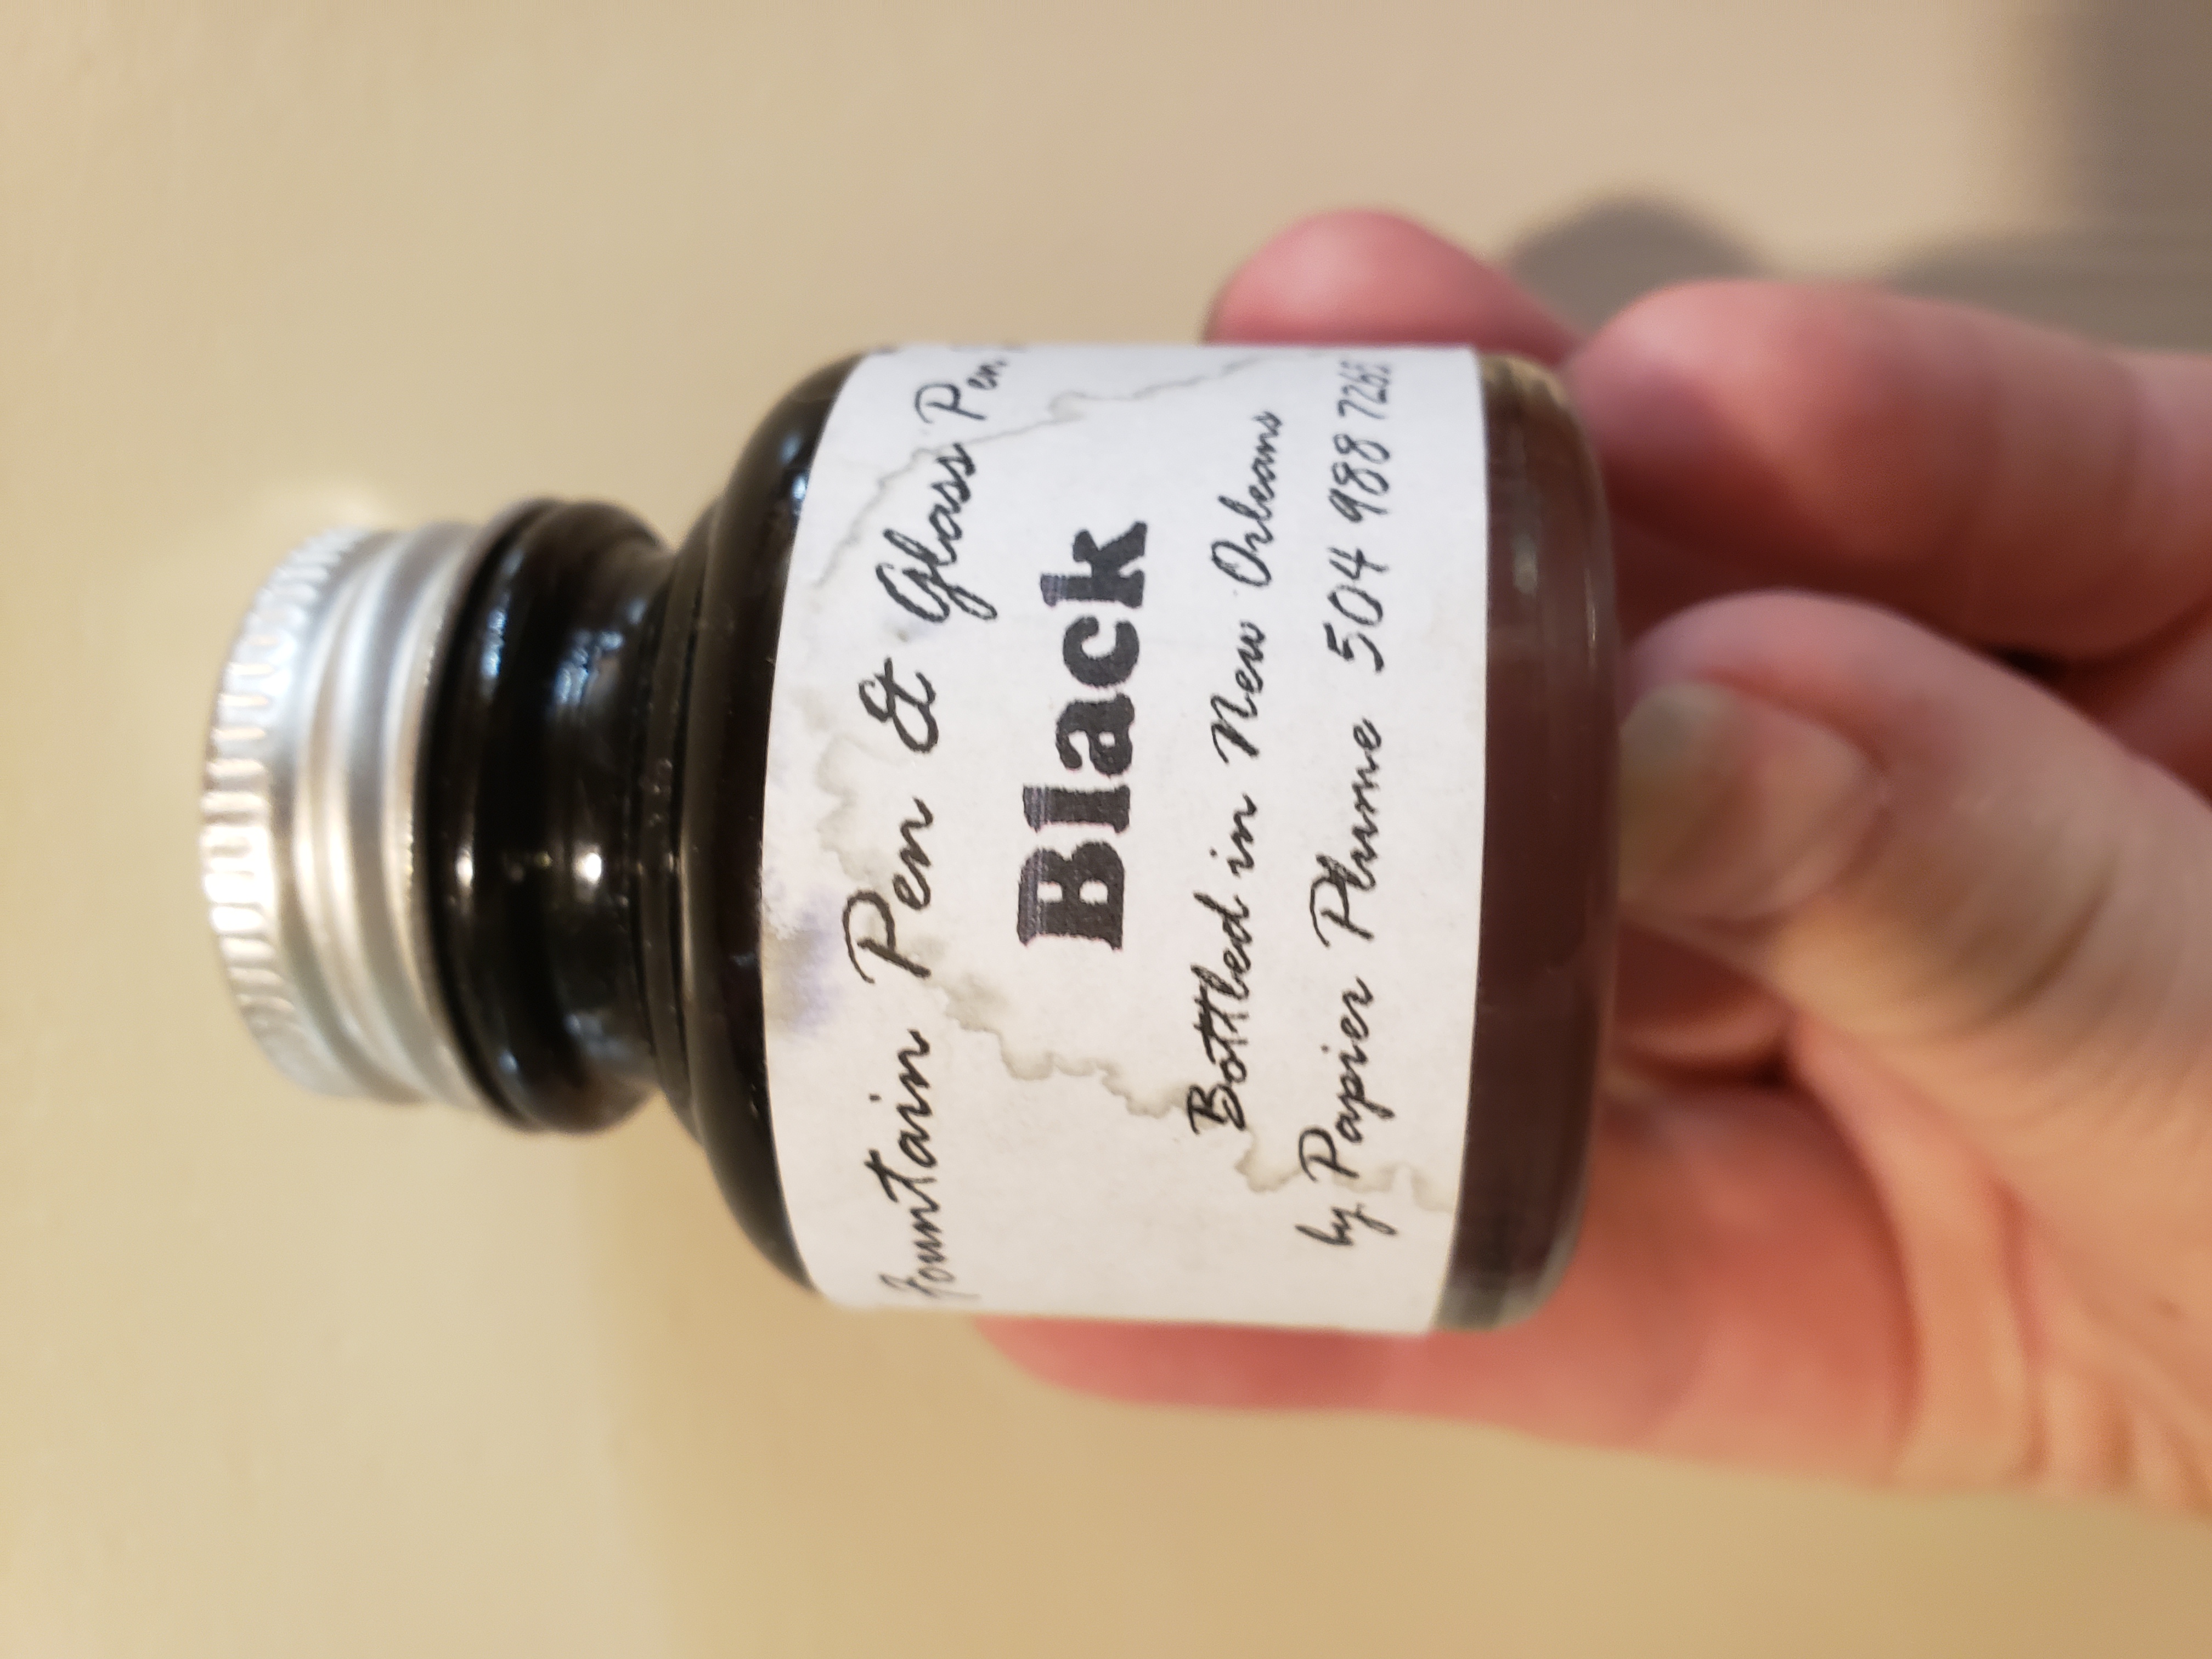 Fountain Pen & Glass Pen
Black
Bottled in New Orleans
by Papier Plume 504 988 7265